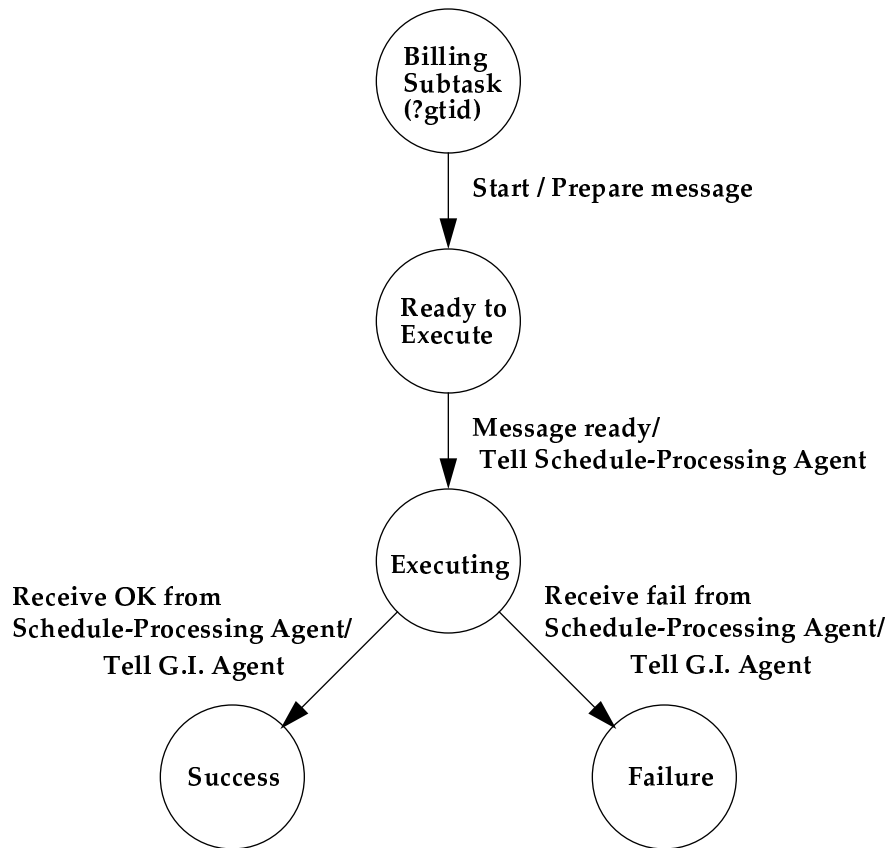 Billing
Subtask
(?gtid)
Start / Prepare message
Ready to
Execute
Message ready/
Tell Schedule-Processing Agent
Executing
Receive OK from
Schedule-Processing Agent/
Tell G.I. Agent
Receive fail from
Schedule-Processing Agent/
Tell G.I. Agent
Success
Failure